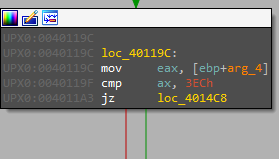 UPX0:0040119C
UPX0:0040119C loc_40119C:
UPX0:0040119C mov eax, [ebp+arg_4]
UPX0:0040119F cmp ax, 3ECh
UPX0:004011A3 jz loc_4014C8